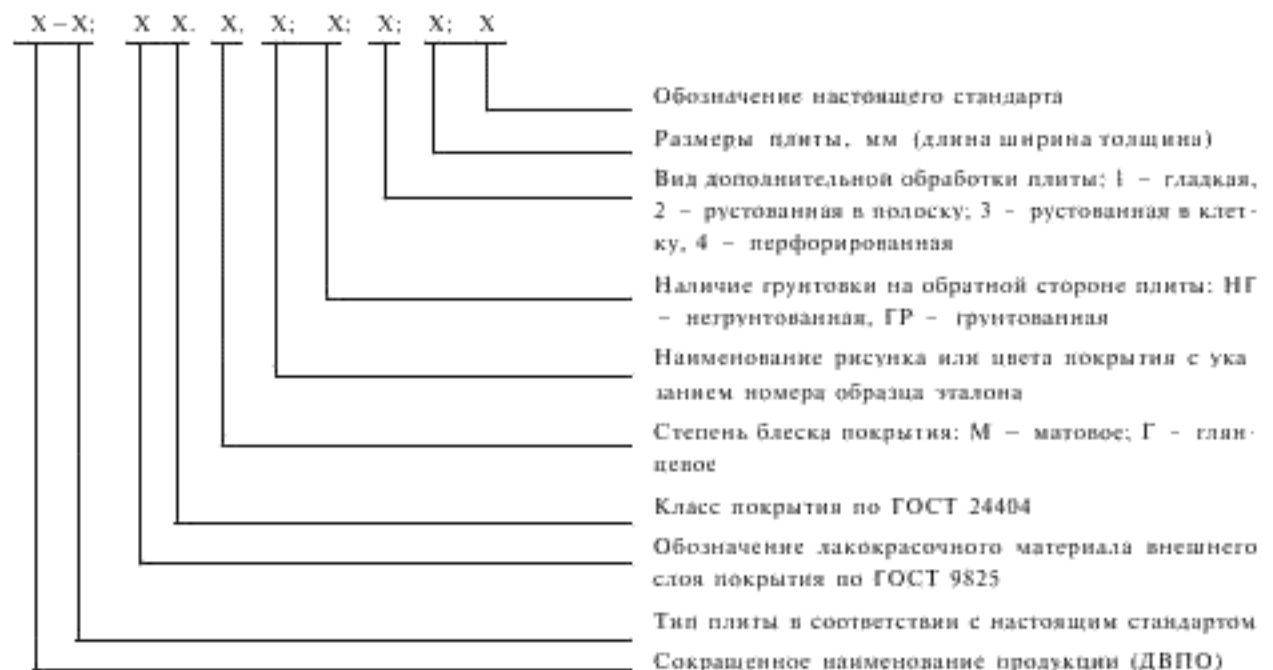 Х–Х; Х Х. Х, Х; Х; Х; Х; Х
Обозначение настоящего стандарта
Размеры плиты, мм (длина ширина толщина)
Вид дополнительной обработки плиты; 1 – гладкая,
2 – рустованная в полоску; 3 – рустованная в клет-
ку, 4 – перфорированная
Наличие грунтовки на обратной стороне плиты: НГ
– негрунтованная, ГР – грунтованная
Наименование рисунка или цвета покрытия с ука
занием номера образца эталона
Степень блеска покрытия: М – матовое; Г – глян-
цевое
Класс покрытия по ГОСТ 24404
Обозначение лакокрасочного материала внешнего
слоя покрытия по ГОСТ 9825
Тип плиты в соответствии с настоящим стандартом
Сокращенное наименование продукции (ДВПО)